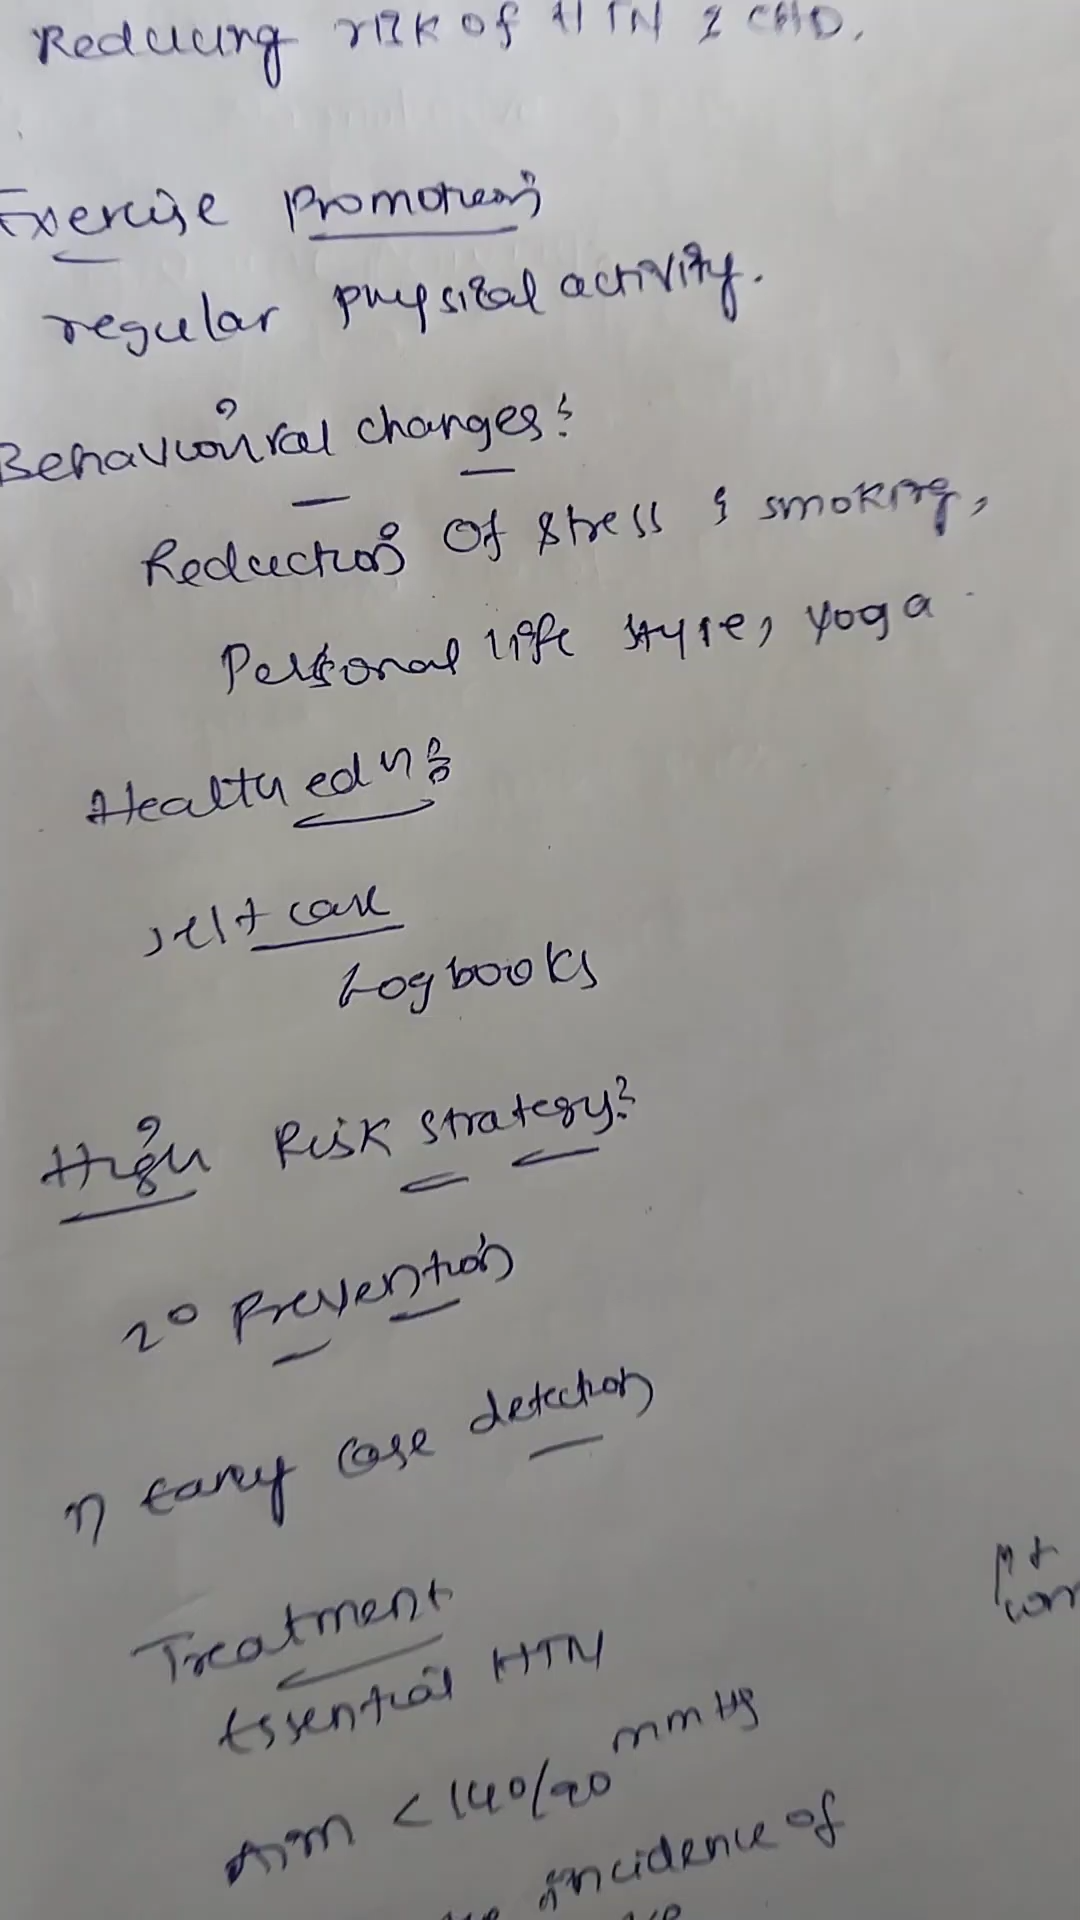 Reducing risk of HTN & CHD.
Exercise promotion:
regular physical activity.
Behavioural changes:
Reduction of stress & smoking,
Personal life style, yoga
Health edn:
self care
Logbooks
High Risk strategy:
2° prevention
1) Early case detection
Treatment
Essential HTN
Aim < 140/90 mmHg
incidence of